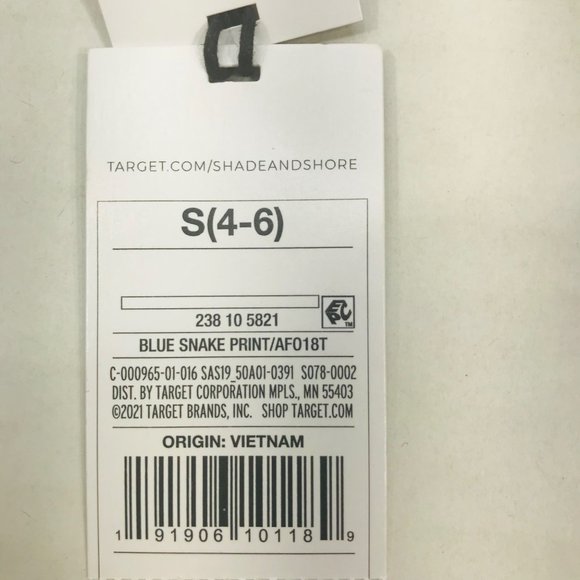 TARGET.COM/SHADEANDSHORE
S(4-6)
238 10 5821
EPC TM
BLUE SNAKE PRINT/AF018T
C-000965-01-016 SAS19_50A01-0391 S078-0002
DIST. BY TARGET CORPORATION MPLS., MN 55403
©2021 TARGET BRANDS, INC. SHOP TARGET.COM
ORIGIN: VIETNAM
1 91906 10118 9